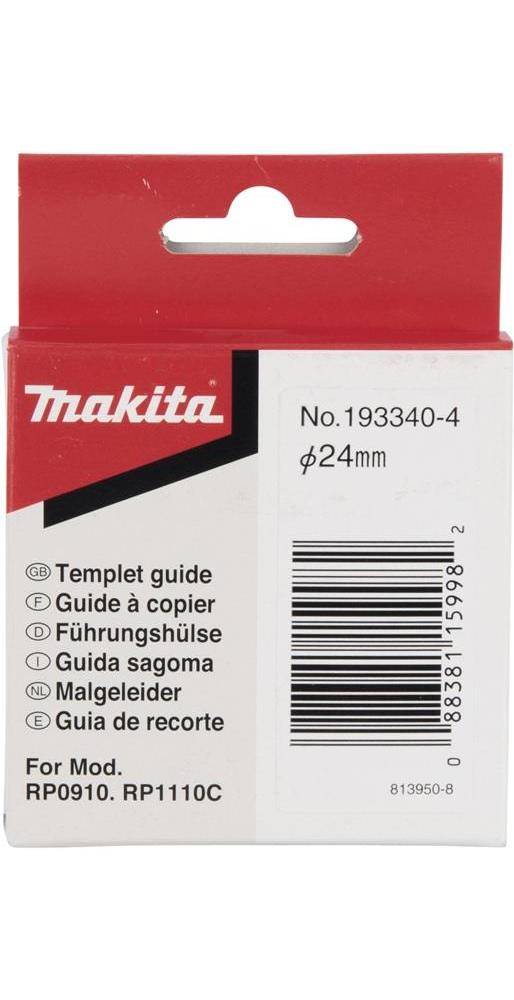 makita®
No.193340-4
φ24mm
GB Templet guide
F Guide à copier
D Führungshülse
I Guida sagoma
NL Malgeleider
E Guia de recorte
For Mod.
RP0910. RP1110C
0 88381 15998 2
813950-8